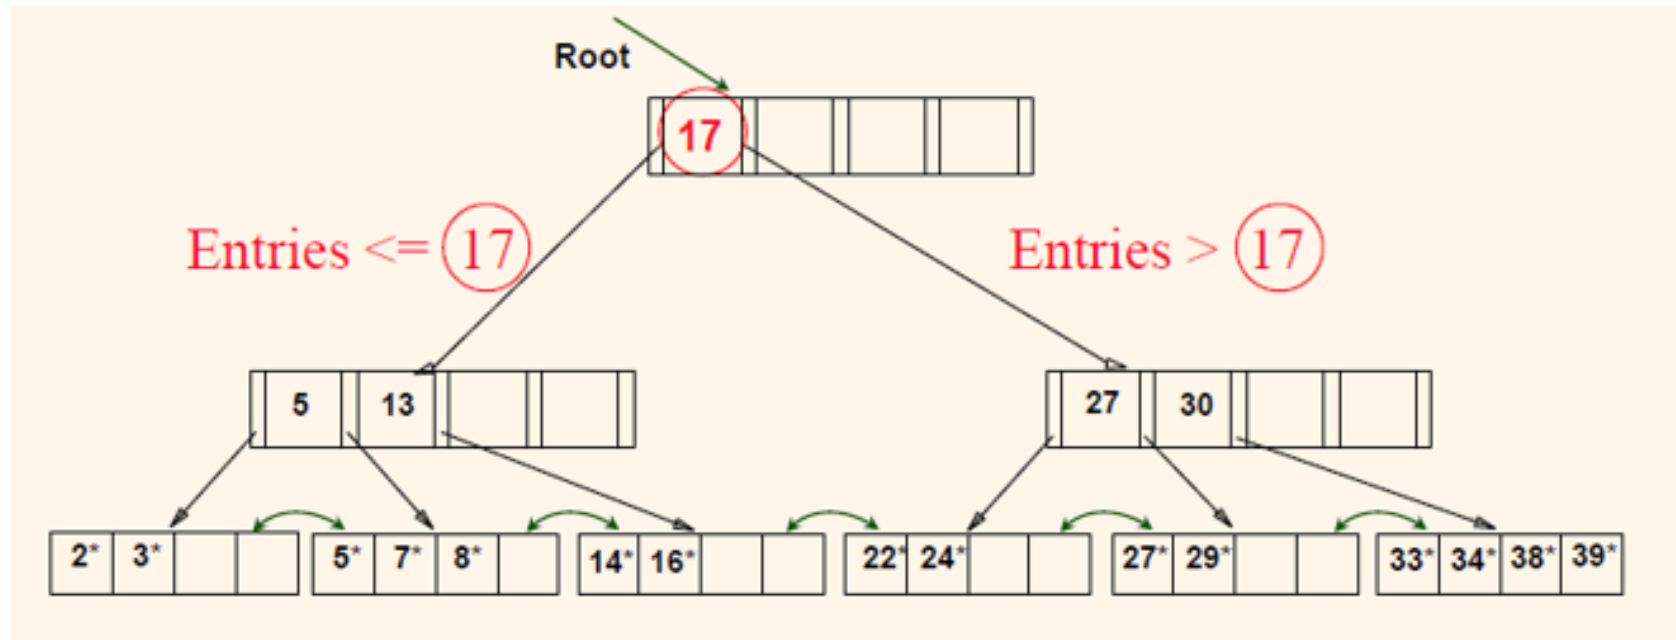 Root
17
Entries <= 17
Entries > 17
5 13
27 30
2* 3*
5* 7* 8*
14* 16*
22* 24*
27* 29*
33* 34* 38* 39*